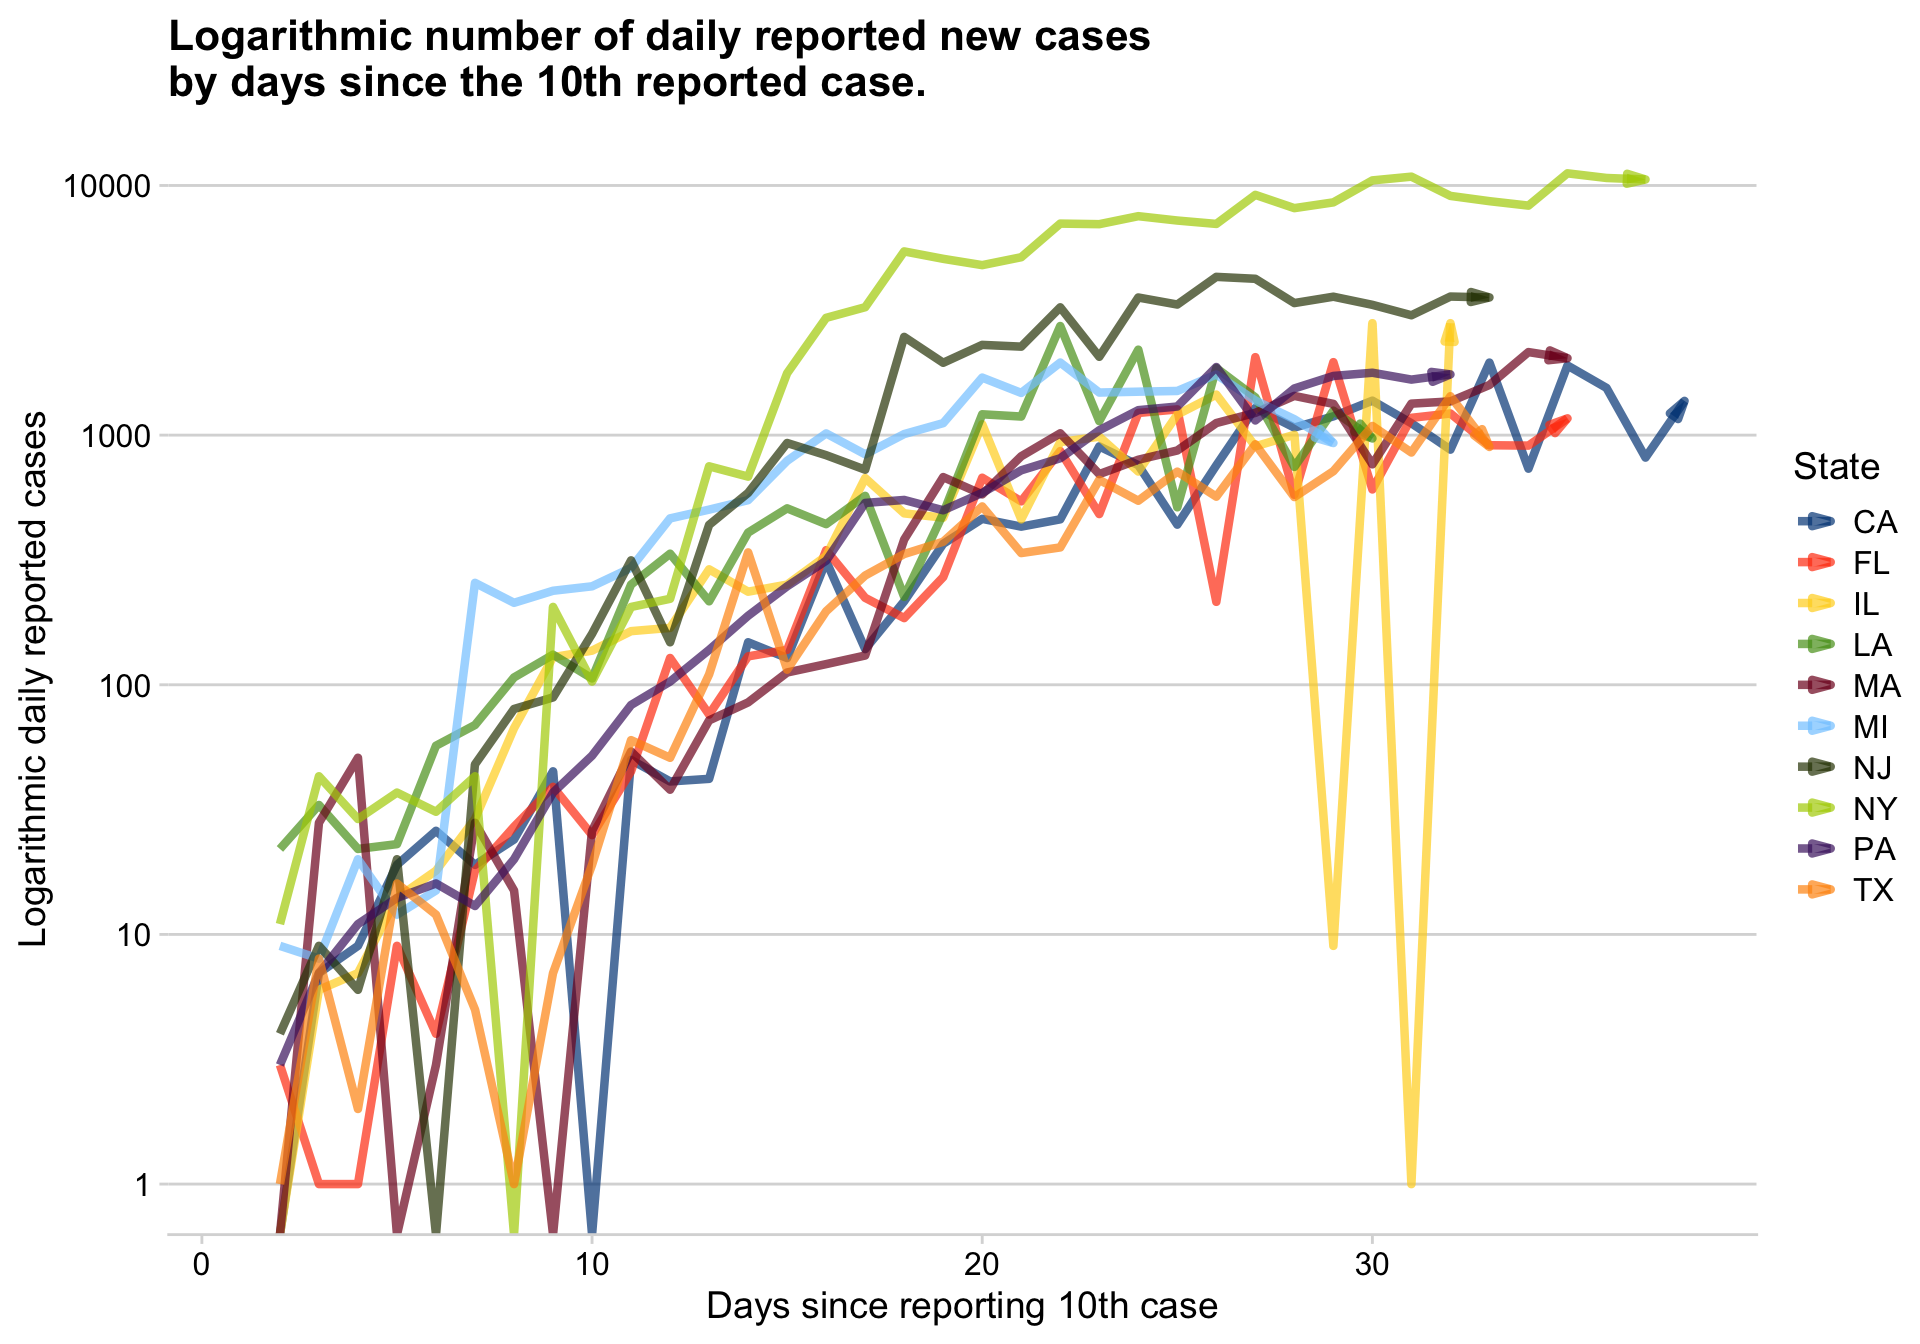 Logarithmic number of daily reported new cases
by days since the 10th reported case.
Logarithmic daily reported cases
10000
1000
100
10
1
0
10
20
30
Days since reporting 10th case
State
CA
FL
IL
LA
MA
MI
NJ
NY
PA
TX